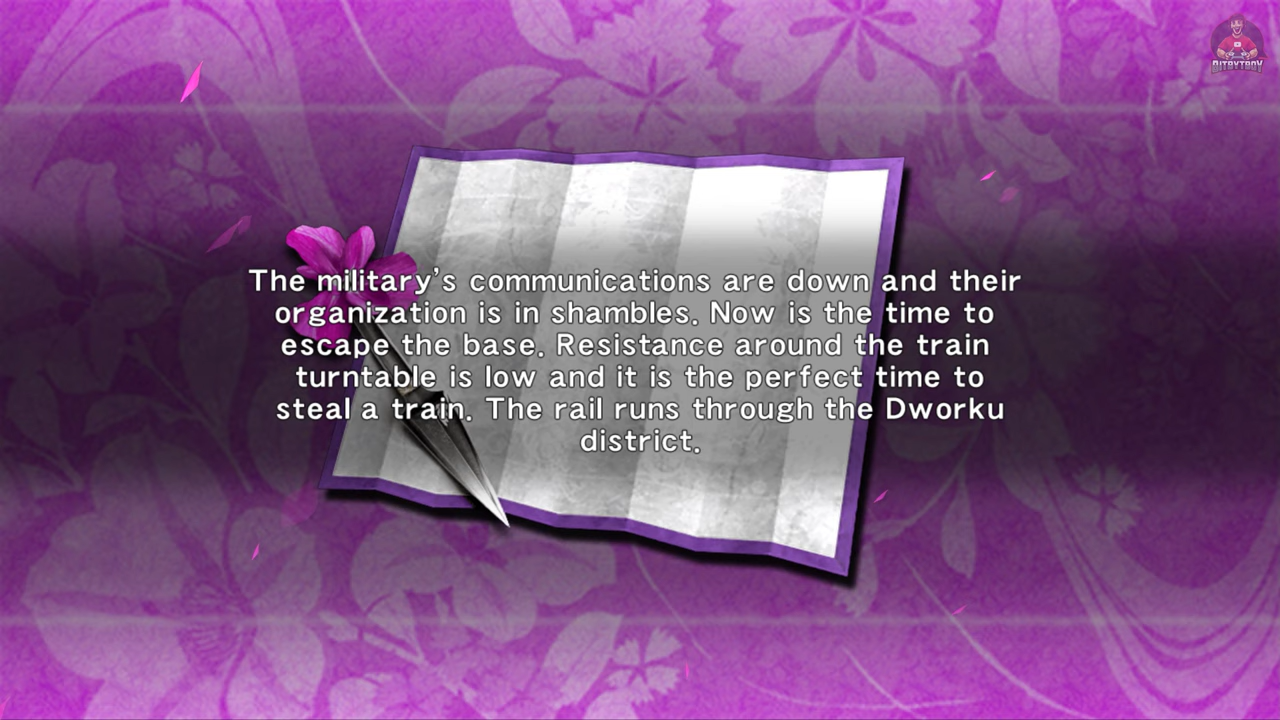 BITBYTBOY
The military's communications are down and their
organization is in shambles. Now is the time to
escape the base. Resistance around the train
turntable is low and it is the perfect time to
steal a train. The rail runs through the Dworku
district.